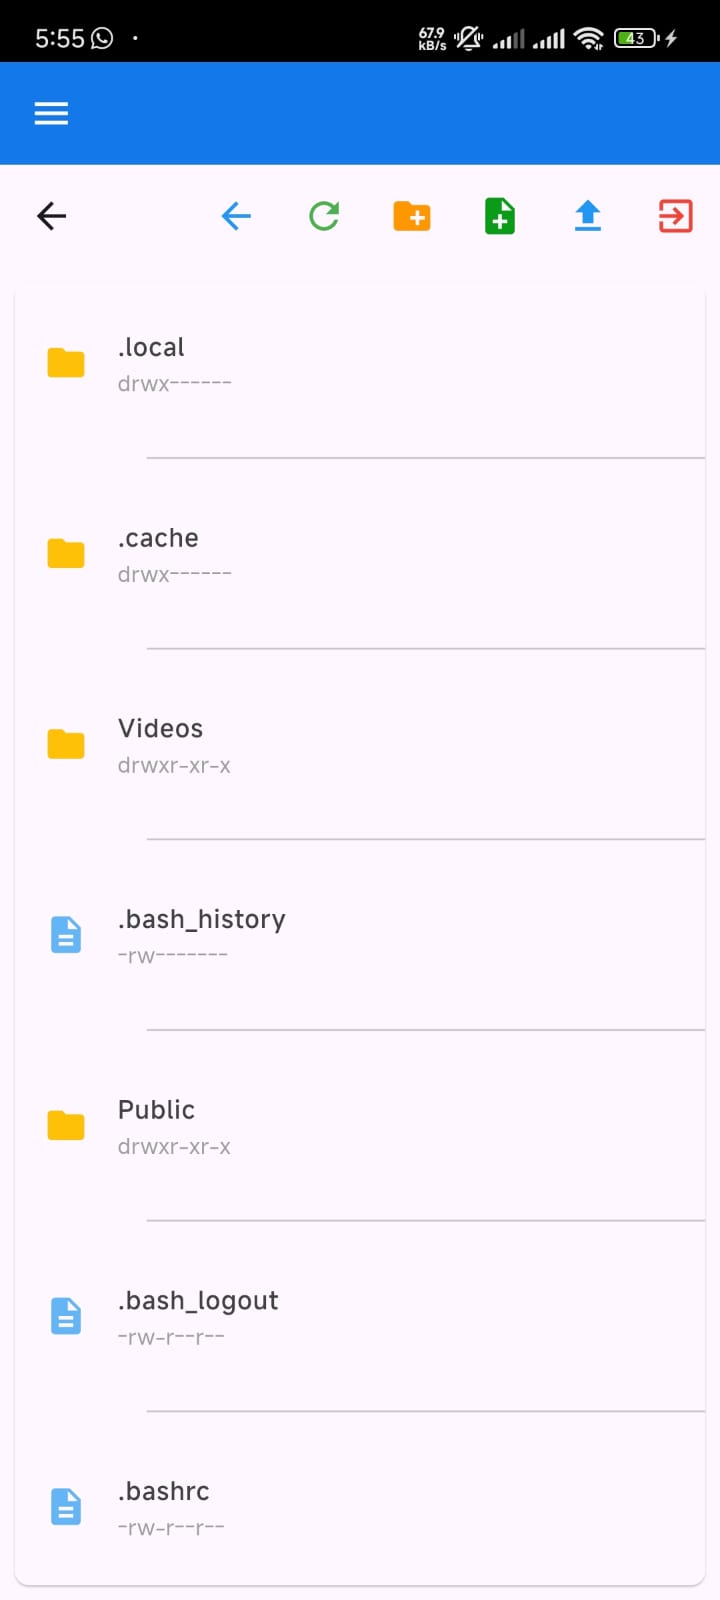 5:55
67.9
kB/s
43
.local
drwx------
.cache
drwx------
Videos
drwxr-xr-x
.bash_history
-rw-------
Public
drwxr-xr-x
.bash_logout
-rw-r--r--
.bashrc
-rw-r--r--